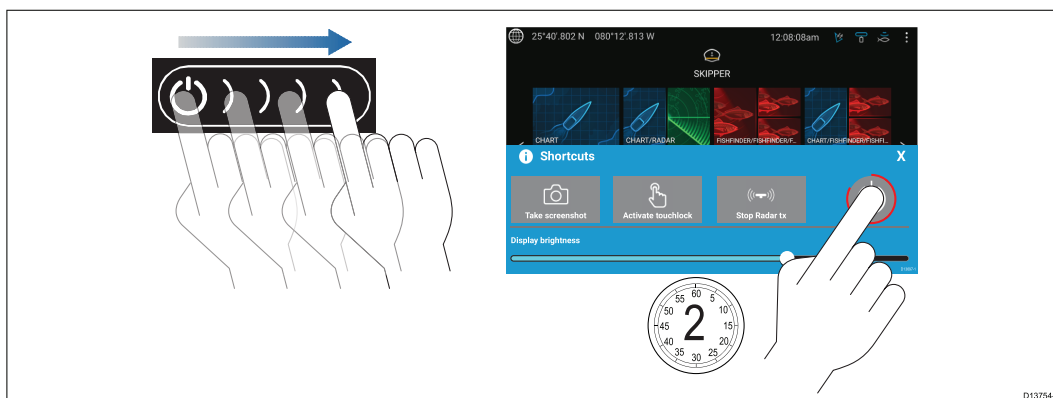 25°40'.802 N 080°12'.813 W 12:08:08am
SKIPPER
CHART CHART/RADAR FISHFINDER/FISHFINDER/F... CHART/FISHFINDER/FISHFI...
i Shortcuts X
Take screenshot Activate touchlock Stop Radar tx
Display brightness
60
55 5
50 10
45 2 15
40 20
35 25
30
D13754-